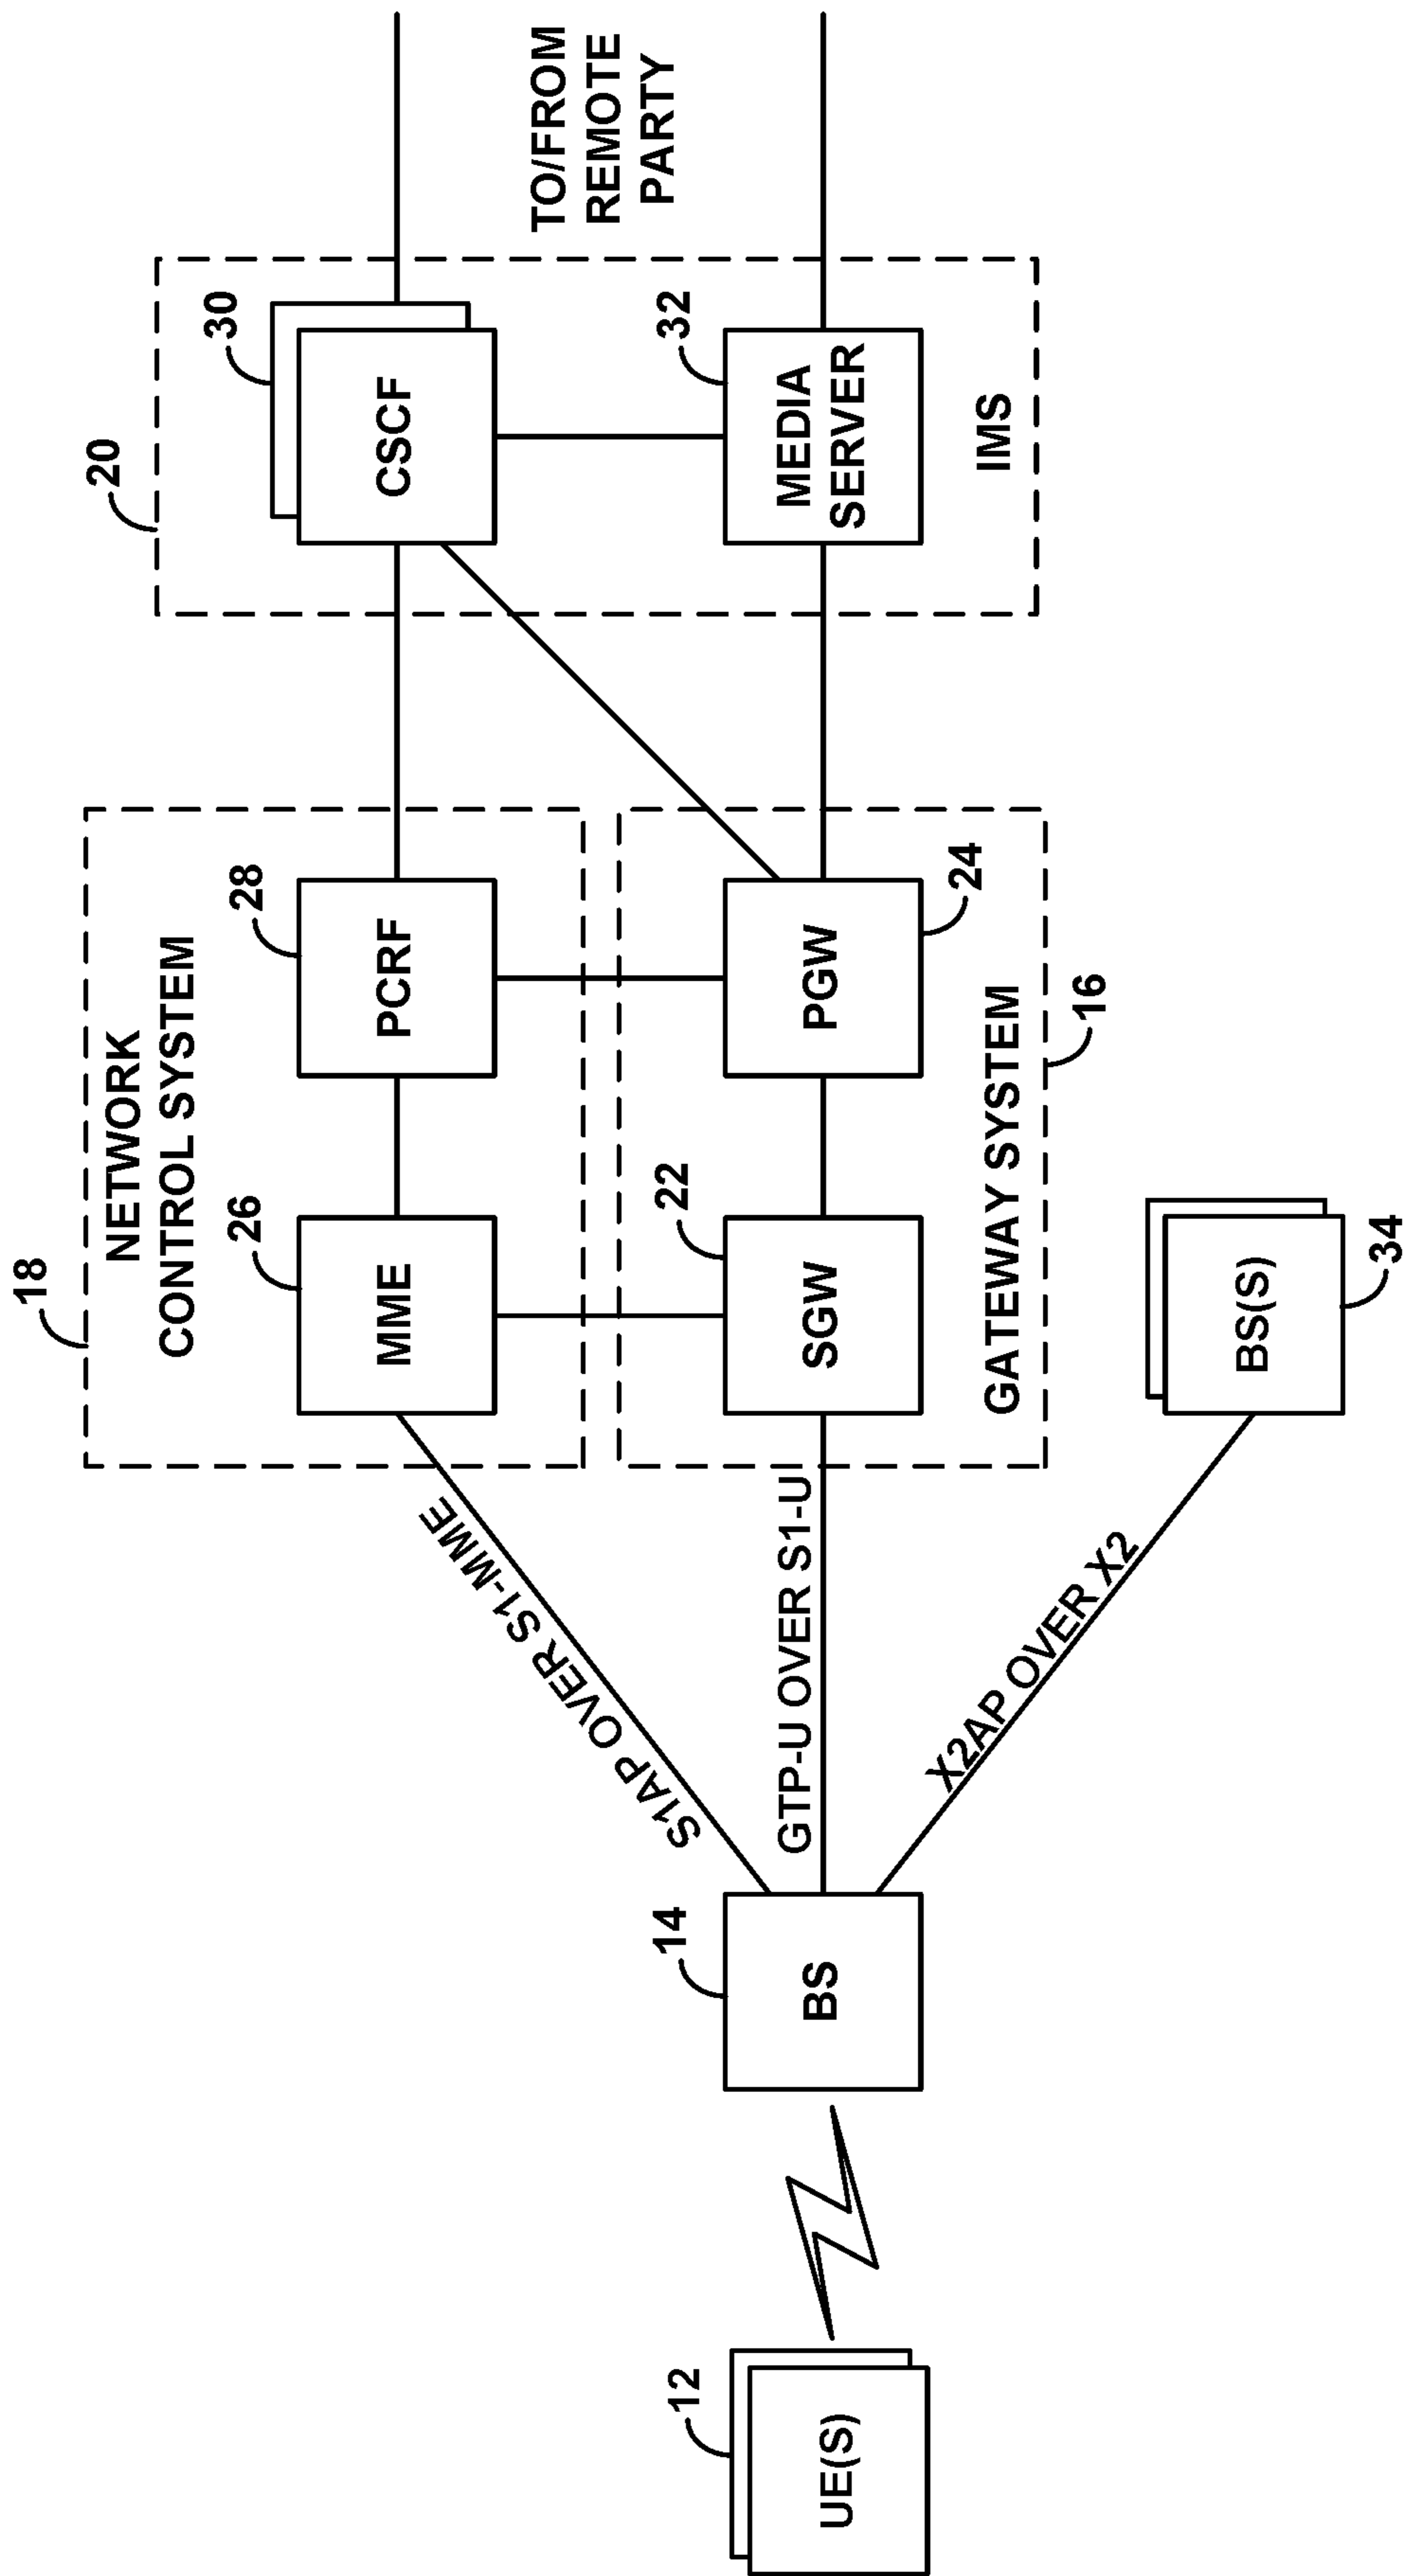 18
NETWORK
CONTROL SYSTEM
26
MME
28
PCRF
20
30
CSCF
TO/FROM
REMOTE
PARTY
32
MEDIA
SERVER
IMS
S1AP OVER S1-MME
GTP-U OVER S1-U
X2AP OVER X2
22
SGW
PGW
24
GATEWAY SYSTEM
16
12
UE(S)
14
BS
BS(S)
34